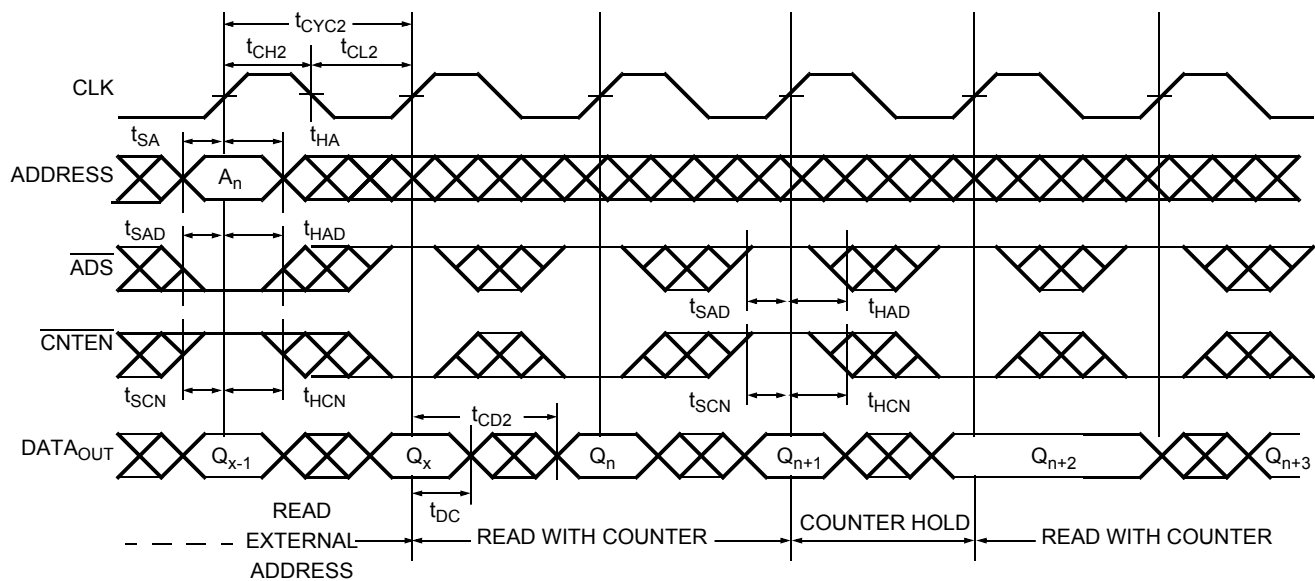 tCYC2
tCH2 tCL2
CLK
tSA tHA
ADDRESS An
tSAD tHAD
ADS
tSAD tHAD
CNTEN
tSCN tHCN tSCN tHCN
tCD2
DATAOUT Qx-1 Qx Qn Qn+1 Qn+2 Qn+3
tDC
READ
EXTERNAL
ADDRESS
READ WITH COUNTER
COUNTER HOLD
READ WITH COUNTER